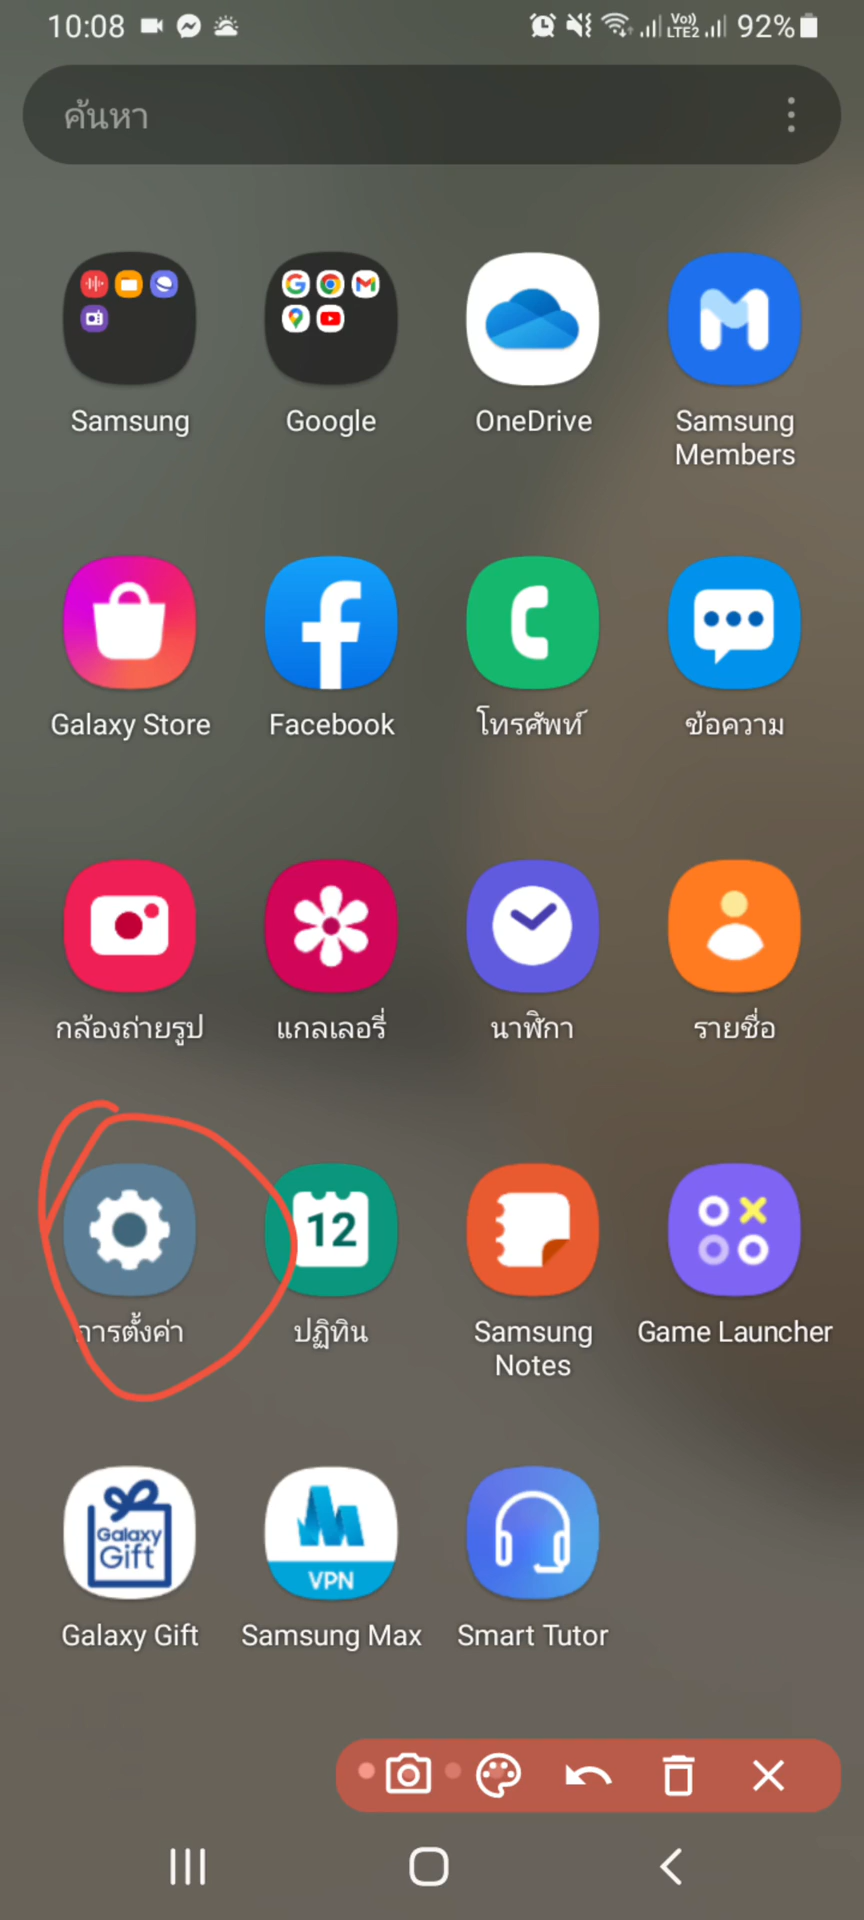 10:08
Vo))
LTE2
92%
ค้นหา
Samsung
Google
OneDrive
Samsung
Members
Galaxy Store
Facebook
โทรศัพท์
ข้อความ
กล้องถ่ายรูป
แกลเลอรี่
นาฬิกา
รายชื่อ
12
การตั้งค่า
ปฏิทิน
Samsung
Notes
Game Launcher
Galaxy
Gift
VPN
Galaxy Gift
Samsung Max
Smart Tutor